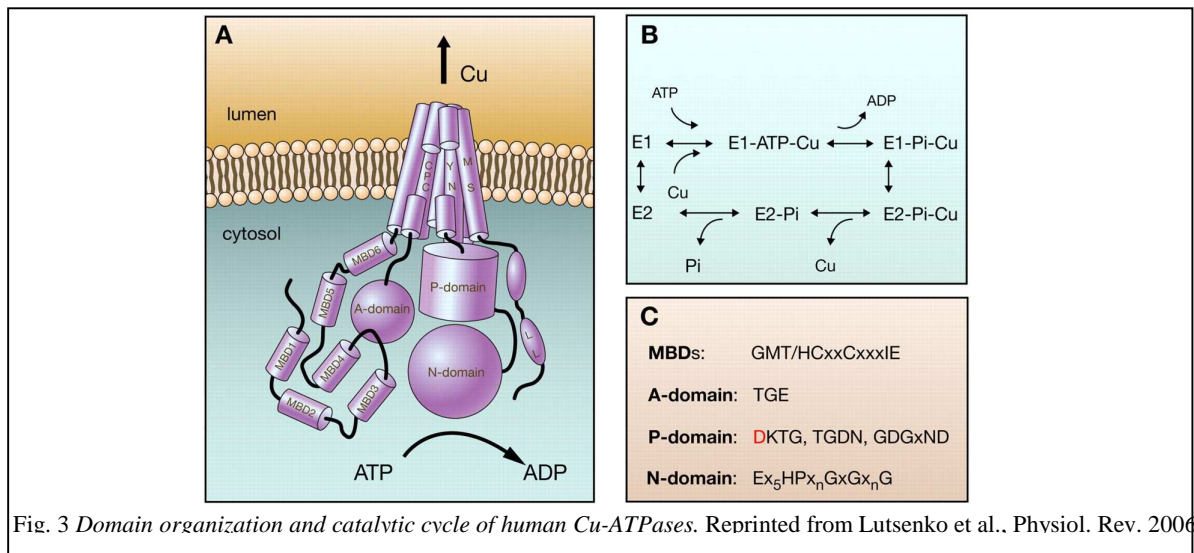 A
Cu
lumen
CPC
YN
MS
cytosol
MBD6
MBD5
A-domain
P-domain
MBD1
MBD4
N-domain
LL
MBD3
MBD2
ATP
ADP
B
ATP
ADP
E1
E1-ATP-Cu
E1-Pi-Cu
Cu
E2
E2-Pi
E2-Pi-Cu
Pi
Cu
C
MBDs: GMT/HCxxCxxxIE
A-domain: TGE
P-domain: DKTG, TGDN, GDGxND
N-domain: Ex5HPxnGxGxnG
Fig. 3 Domain organization and catalytic cycle of human Cu-ATPases. Reprinted from Lutsenko et al., Physiol. Rev. 2006